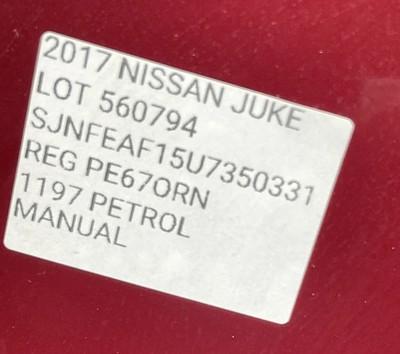 2017 NISSAN JUKE
LOT 560794
SJNFEAF15U7350331
REG PE67ORN
1197 PETROL
MANUAL